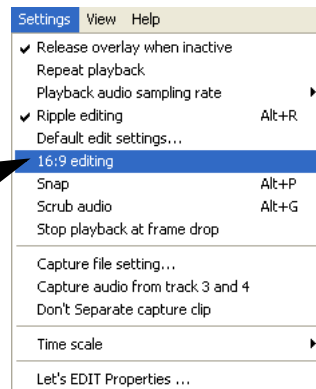 Settings View Help
Release overlay when inactive
Repeat playback
Playback audio sampling rate
Ripple editing Alt+R
Default edit settings...
16:9 editing
Snap Alt+P
Scrub audio Alt+G
Stop playback at frame drop
Capture file setting...
Capture audio from track 3 and 4
Don't Separate capture clip
Time scale
Let's EDIT Properties ...